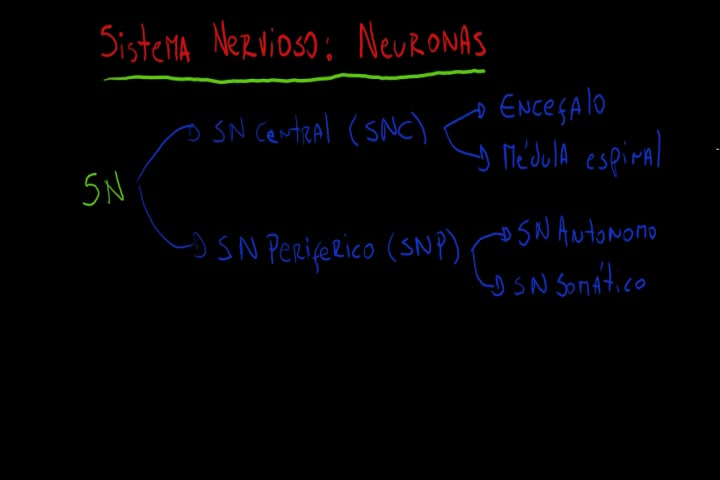 Sistema Nervioso: Neuronas
SN
SN Central (SNC)
Encefalo
Médula espinal
SN Periferico (SNP)
SN Autonomo
SN Somático